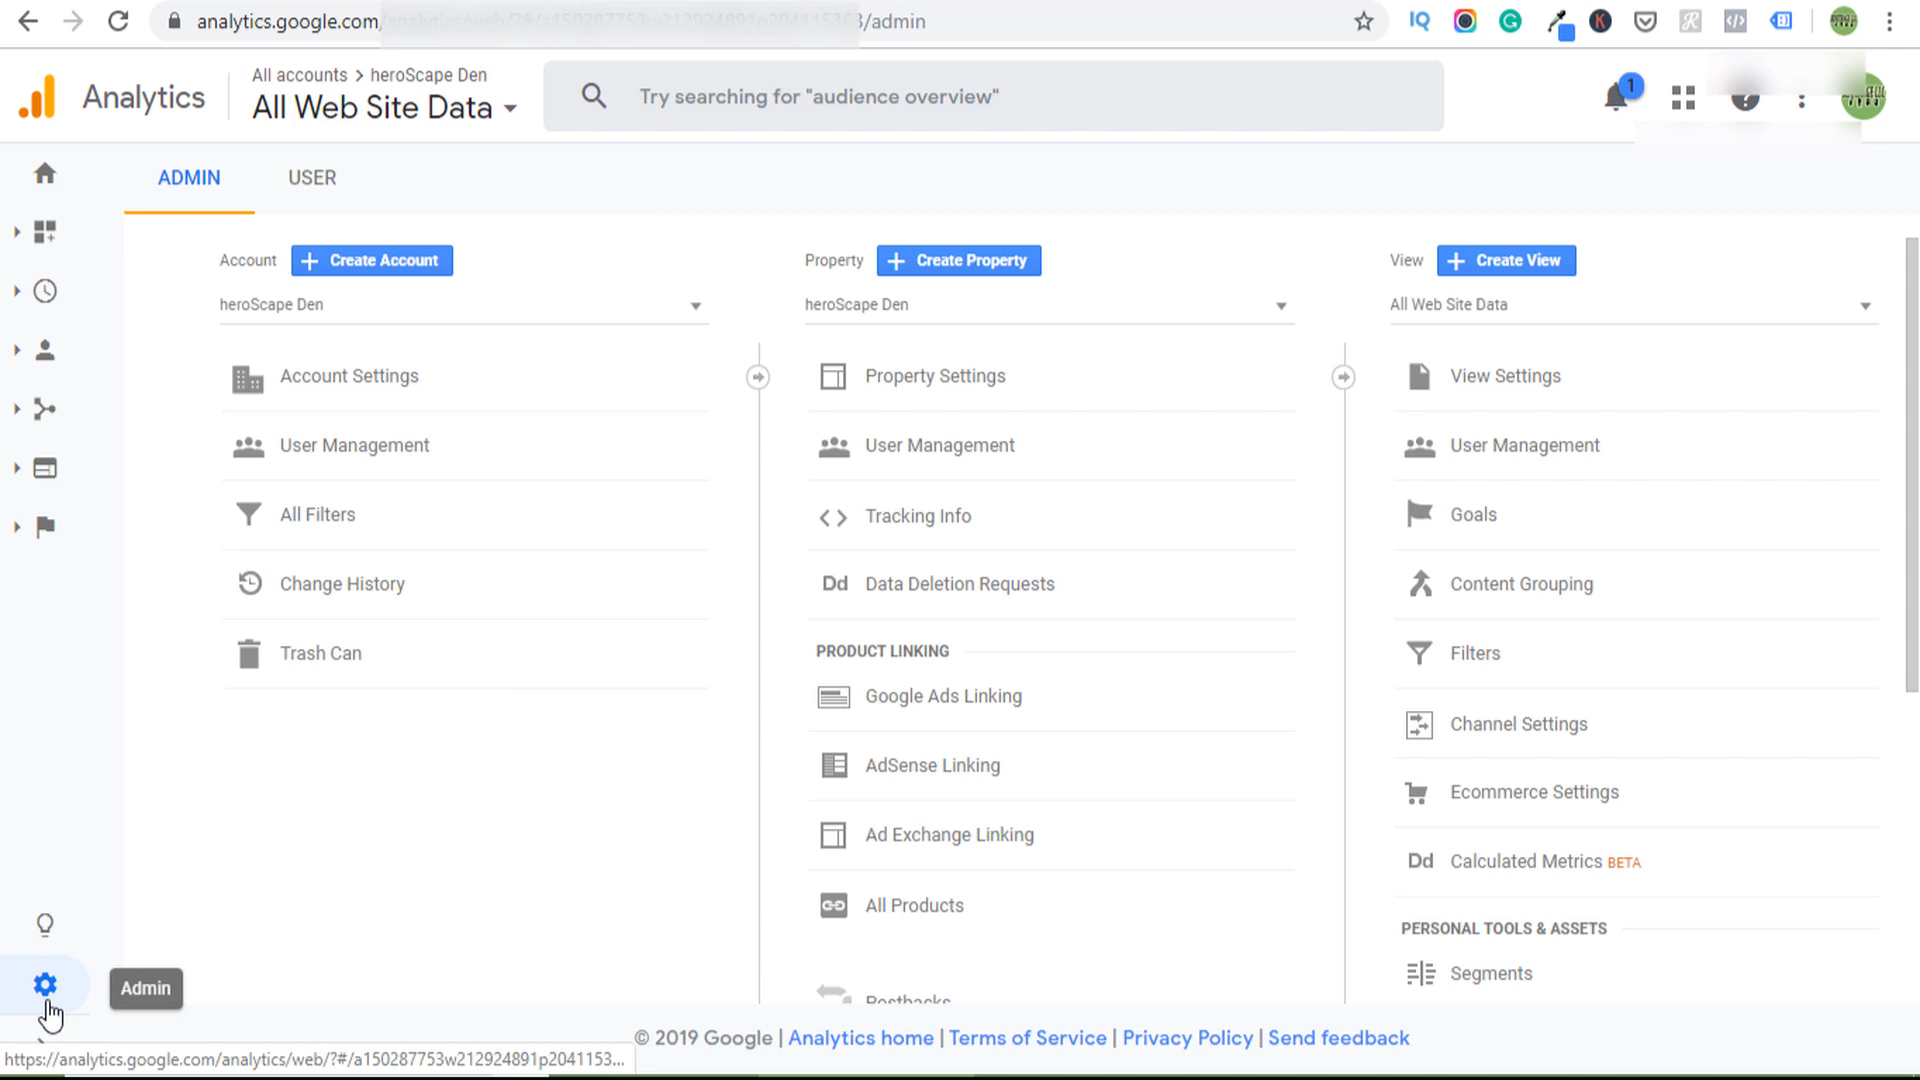 analytics.google.com/analytics/web/?#/a150287753w212924891p204115363/admin
IQ
1
Analytics
All accounts > heroScape Den
All Web Site Data
Try searching for "audience overview"
ADMIN
USER
Account
+ Create Account
heroScape Den
Account Settings
User Management
All Filters
Change History
Trash Can
Property
+ Create Property
heroScape Den
Property Settings
User Management
Tracking Info
Dd Data Deletion Requests
PRODUCT LINKING
Google Ads Linking
AdSense Linking
Ad Exchange Linking
All Products
Postbacks
View
+ Create View
All Web Site Data
View Settings
User Management
Goals
Content Grouping
Filters
Channel Settings
Ecommerce Settings
Dd Calculated Metrics BETA
PERSONAL TOOLS & ASSETS
Segments
Admin
© 2019 Google | Analytics home | Terms of Service | Privacy Policy | Send feedback
https://analytics.google.com/analytics/web/?#/a150287753w212924891p2041153...